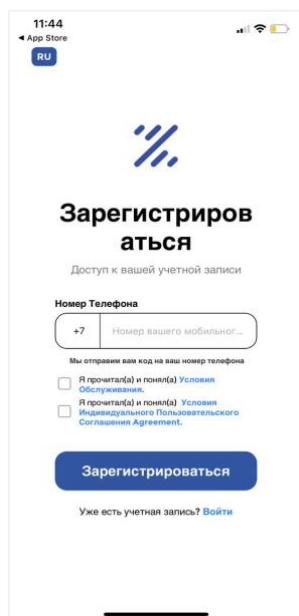 11:44
◄ App Store
RU
Зарегистриров
аться
Доступ к вашей учетной записи
Номер Телефона
+7 Номер вашего мобильног...
Мы отправим вам код на ваш номер телефона
Я прочитал(а) и понял(а) Условия
Обслуживания.
Я прочитал(а) и понял(а) Условия
Индивидуального Пользовательского
Соглашения Agreement.
Зарегистрироваться
Уже есть учетная запись? Войти